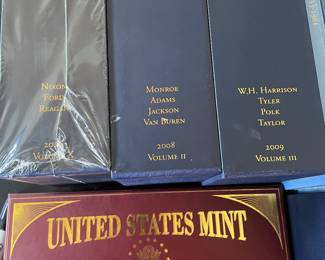 Nixon
Ford
Reagan
Volume
Monroe
Adams
Jackson
Van Buren
2008
Volume II
W.H. Harrison
Tyler
Polk
Taylor
2009
Volume III
UNITED STATES MINT